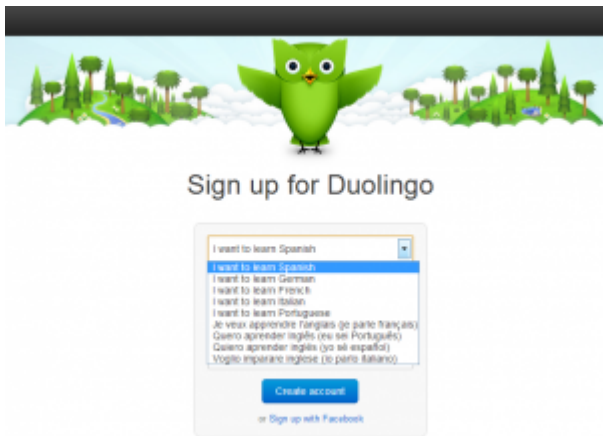 Sign up for Duolingo
I want to learn Spanish
I want to learn Spanish
I want to learn German
I want to learn French
I want to learn Italian
I want to learn Portuguese
Je veux apprendre l'anglais (je parle français)
Quero aprender inglês (eu sei Português)
Quiero aprender inglés (yo sé español)
Voglio imparare inglese (io parlo italiano)
Create account
or Sign up with Facebook